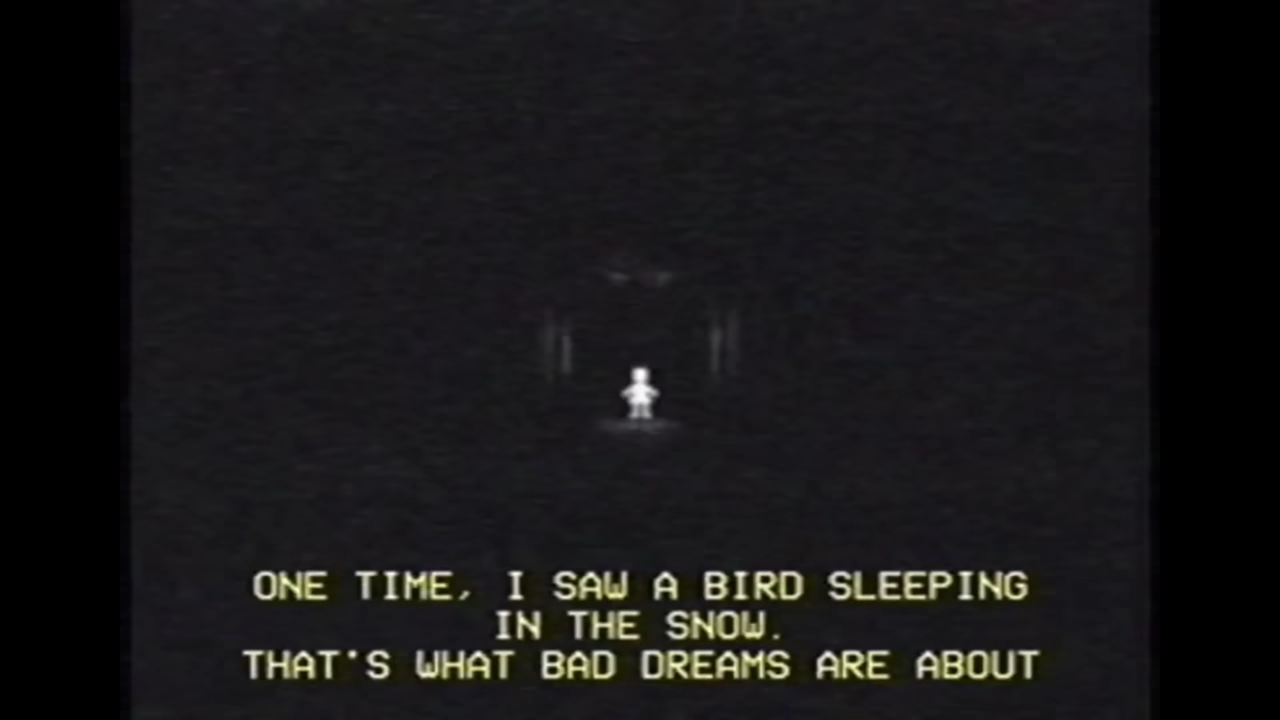 ONE TIME, I SAW A BIRD SLEEPING
IN THE SNOW.
THAT'S WHAT BAD DREAMS ARE ABOUT